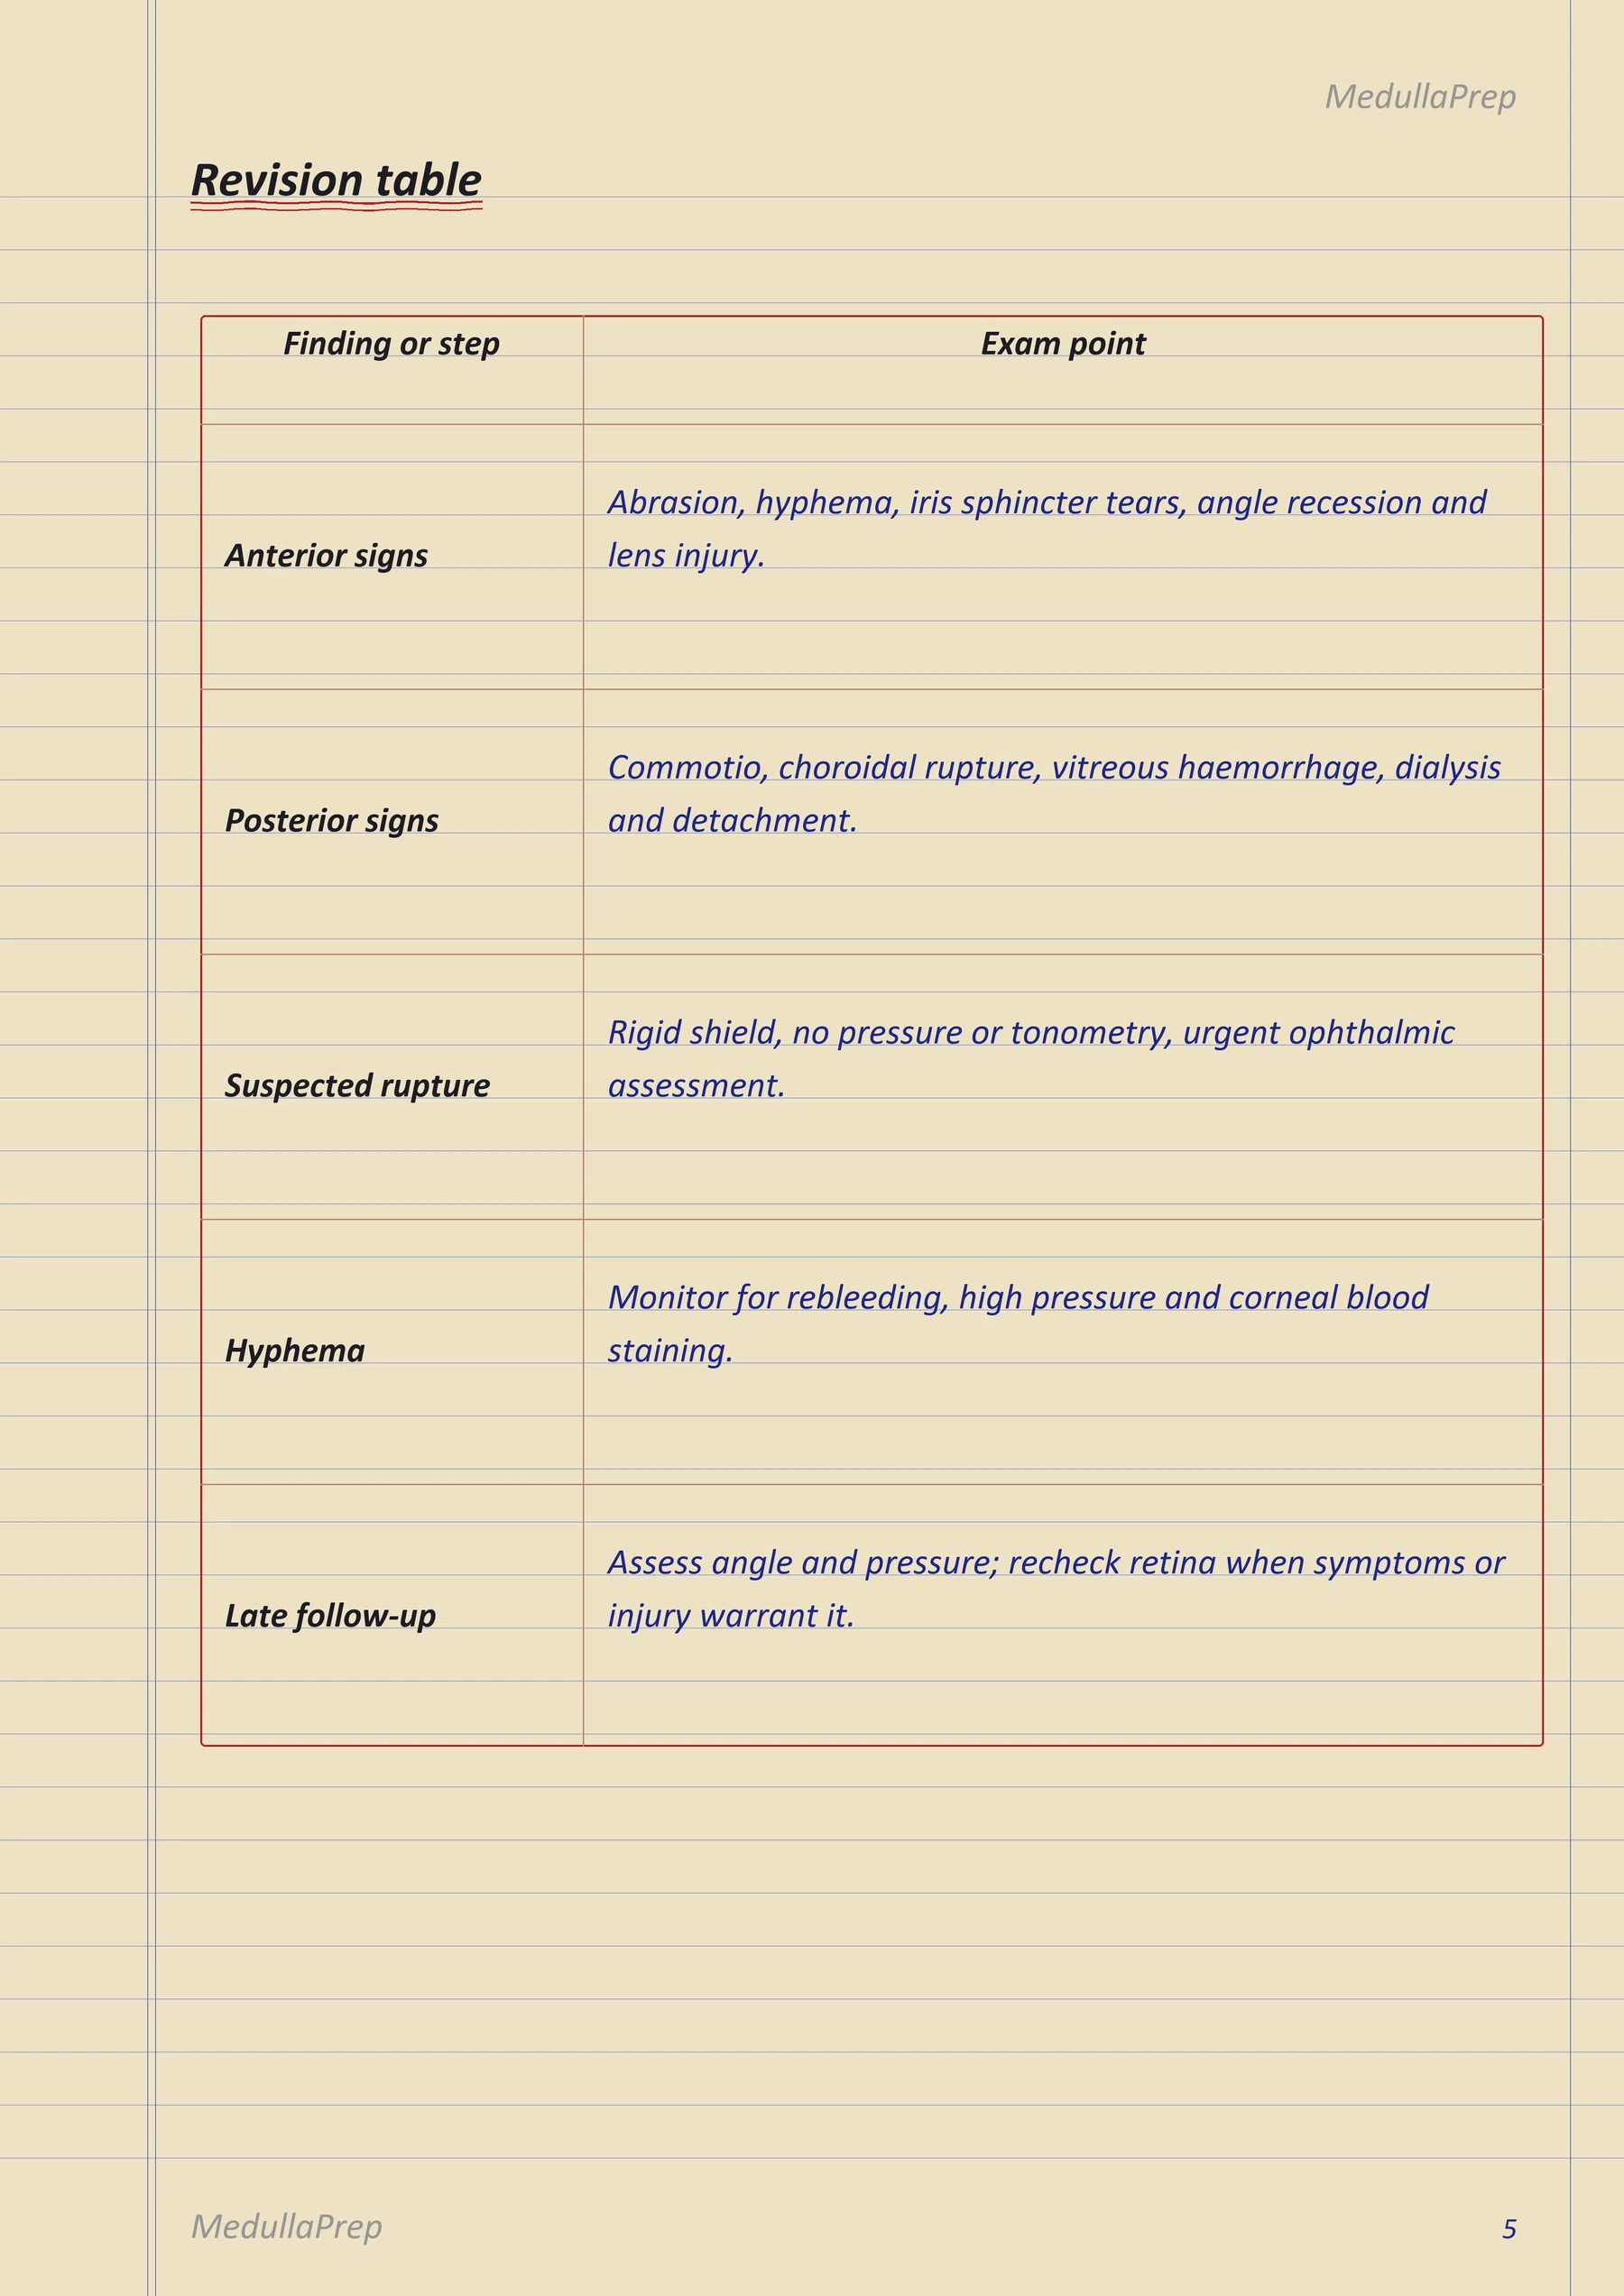 MedullaPrep
Revision table
Finding or step
Exam point
Anterior signs
Abrasion, hyphema, iris sphincter tears, angle recession and
lens injury.
Posterior signs
Commotio, choroidal rupture, vitreous haemorrhage, dialysis
and detachment.
Suspected rupture
Rigid shield, no pressure or tonometry, urgent ophthalmic
assessment.
Hyphema
Monitor for rebleeding, high pressure and corneal blood
staining.
Late follow-up
Assess angle and pressure; recheck retina when symptoms or
injury warrant it.
MedullaPrep
5